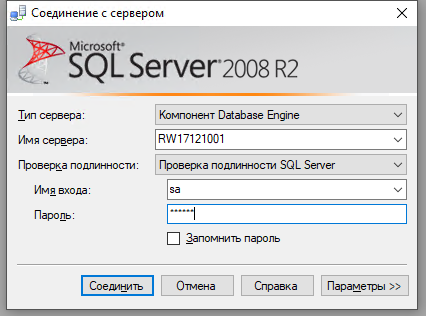 Соединение с сервером
Microsoft
SQL Server 2008 R2
Тип сервера: Компонент Database Engine
Имя сервера: RW17121001
Проверка подлинности: Проверка подлинности SQL Server
Имя входа: sa
Пароль: ******
Запомнить пароль
Соединить Отмена Справка Параметры >>